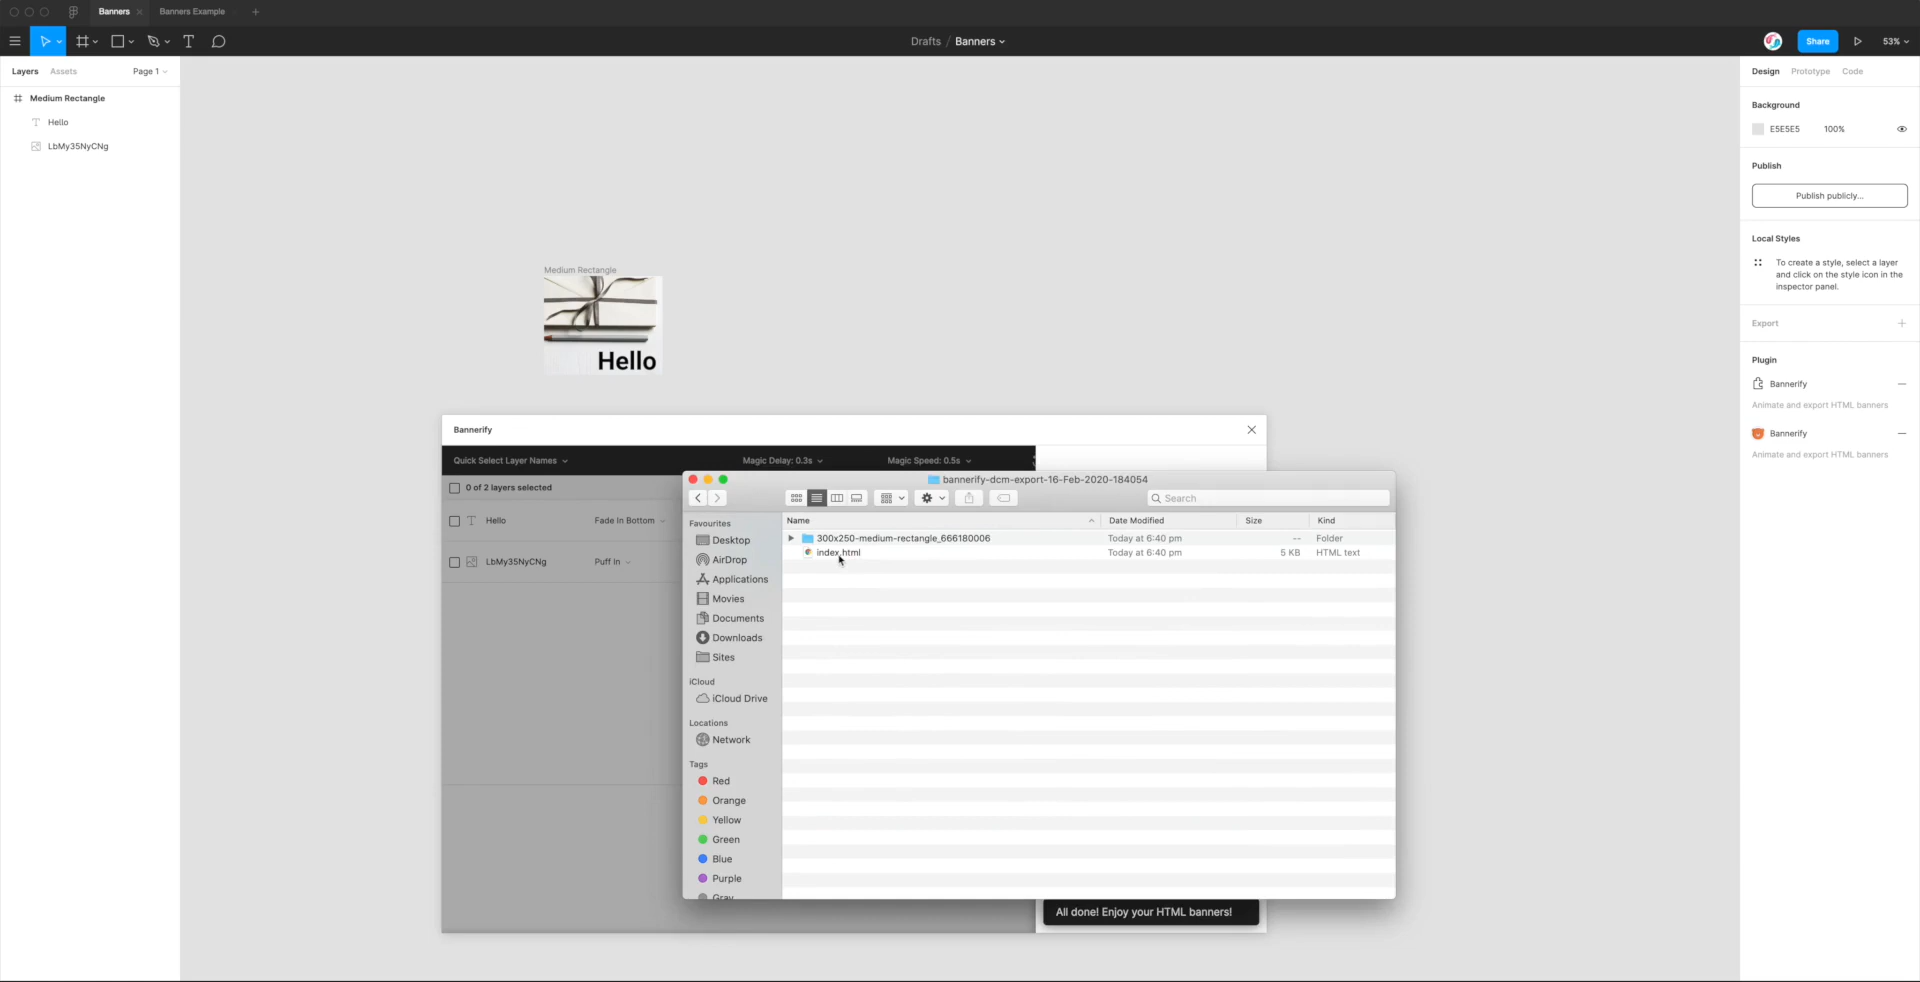 Banners
Banners Example
Drafts / Banners
Share
53%
Layers
Assets
Page 1
Medium Rectangle
Hello
LbMy35NyCNg
Medium Rectangle
Hello
Design
Prototype
Code
Background
E5E5E5
100%
Publish
Publish publicly...
Local Styles
To create a style, select a layer
and click on the style icon in the
inspector panel.
Export
Plugin
Bannerify
Animate and export HTML banners
Bannerify
Animate and export HTML banners
Bannerify
Quick Select Layer Names
Magic Delay: 0.3s
Magic Speed: 0.5s
0 of 2 layers selected
Hello
Fade In Bottom
LbMy35NyCNg
Puff In
bannerify-dcm-export-16-Feb-2020-184054
Search
Favourites
Desktop
AirDrop
Applications
Movies
Documents
Downloads
Sites
iCloud
iCloud Drive
Locations
Network
Tags
Red
Orange
Yellow
Green
Blue
Purple
Gray
Name
Date Modified
Size
Kind
300x250-medium-rectangle_666180006
Today at 6:40 pm
--
Folder
index.html
Today at 6:40 pm
5 KB
HTML text
All done! Enjoy your HTML banners!